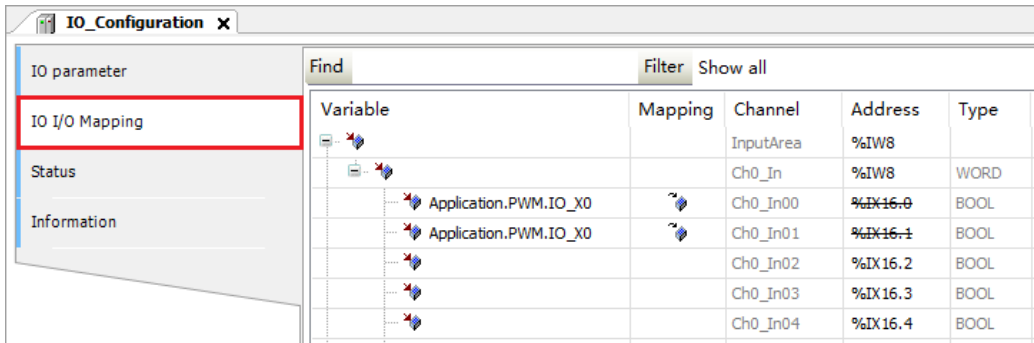 IO_Configuration X
IO parameter
IO I/O Mapping
Status
Information
Find Filter Show all
Variable Mapping Channel Address Type
InputArea %IW8
Ch0_In %IW8 WORD
Application.PWM.IO_X0 Ch0_In00 %IX16.0 BOOL
Application.PWM.IO_X0 Ch0_In01 %IX16.1 BOOL
Ch0_In02 %IX16.2 BOOL
Ch0_In03 %IX16.3 BOOL
Ch0_In04 %IX16.4 BOOL